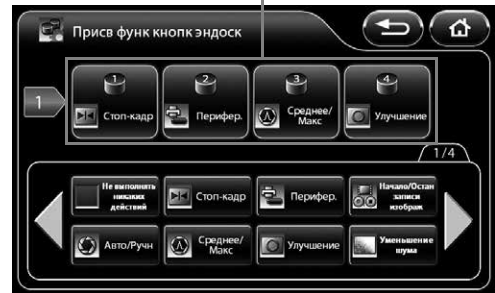 Присв функ кнопк эндоск
1
1
2
3
4
Стоп-кадр
Перифер.
Среднее/
Макс
Улучшение
1/4
Не выполнять
никаких
действий
Стоп-кадр
Перифер.
Начало/Остан
записи
изображ
Авто/Ручн
Среднее/
Макс
Улучшение
Уменьшение
шума